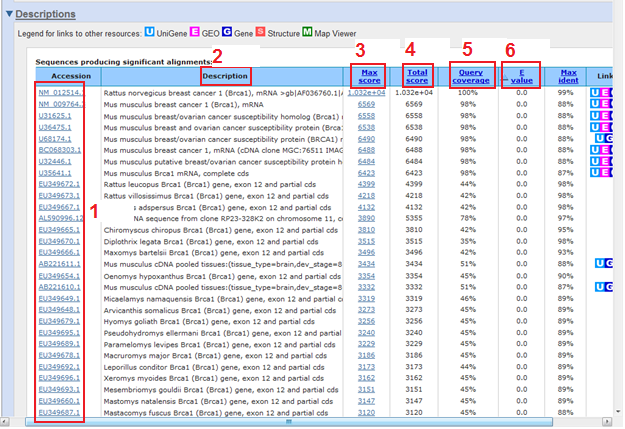 Descriptions
Legend for links to other resources: U UniGene E GEO G Gene S Structure M Map Viewer
Sequences producing significant alignments:
2 3 4 5 6
Accession Description Max score Total score Query coverage E value Max ident Link
NM_012514.1 Rattus norvegicus breast cancer 1 (Brca1), mRNA >gb|AF036760.1|A 1.032e+04 1.032e+04 100% 0.0 99% U E G
NM_009764.2 Mus musculus breast cancer 1 (Brca1), mRNA 6569 6569 98% 0.0 88% U E G
U31625.1 Mus musculus breast/ovarian cancer susceptibility homolog (Brca1) m 6558 6558 98% 0.0 88% U E G
U36475.1 Mus musculus breast and ovarian cancer susceptibility protein (Brca 6538 6538 98% 0.0 88% U E G
U68174.1 Mus musculus breast/ovarian susceptibility protein (BRCA1) mRNA 6490 6490 98% 0.0 88% U G
BC068303.1 Mus musculus breast cancer 1, mRNA (cDNA clone MGC:76511 IMAG 6488 6488 98% 0.0 88% U E G
U32446.1 Mus musculus putative breast/ovarian cancer susceptibility protein h 6484 6484 98% 0.0 88% U E G
U35641.1 Mus musculus Brca1 mRNA, complete cds 6423 6423 98% 0.0 87% U E G
EU349672.1 Rattus leucopus BRCA1 (Brca1) gene, exon 12 and partial cds 4399 4399 44% 0.0 98%
EU349673.1 Rattus villosissimus BRCA1 (Brca1) gene, exon 12 and partial cds 4218 4218 42% 0.0 98%
EU349667.1 s adspersus BRCA1 (Brca1) gene, exon 12 and partial cds 4132 4132 42% 0.0 98%
1
AL590996.12 NA sequence from clone RP23-328K2 on chromosome 11, co 3890 5355 78% 0.0 97%
EU349665.1 Chiromyscus chiropus BRCA1 (Brca1) gene, exon 12 and partial cds 3810 3810 42% 0.0 95%
EU349670.1 Diplothrix legata BRCA1 (Brca1) gene, exon 12 and partial cds 3515 3515 35% 0.0 98%
EU349666.1 Maxomys bartelsii BRCA1 (Brca1) gene, exon 12 and partial cds 3496 3496 42% 0.0 93%
AB221611.1 Mus musculus cDNA pooled tissues:(tissue_type=brain,dev_stage=8 3434 3434 51% 0.0 88% U E G
EU349654.1 Oenomys hypoxanthus BRCA1 (Brca1) gene, exon 12 and partial cds 3354 3354 45% 0.0 90%
AB221610.1 Mus musculus cDNA pooled tissues:(tissue_type=brain,dev_stage=8 3332 3332 51% 0.0 87% U E G
EU349649.1 Micaelamys namaquensis BRCA1 (Brca1) gene, exon 12 and partial 3319 3319 46% 0.0 89%
EU349648.1 Arvicanthis somalicus BRCA1 (Brca1) gene, exon 12 and partial cds 3273 3273 45% 0.0 89%
EU349679.1 Hyomys goliath BRCA1 (Brca1) gene, exon 12 and partial cds 3256 3256 45% 0.0 89%
EU349695.1 Pseudohydromys ellermani BRCA1 (Brca1) gene, exon 12 and partial 3240 3240 45% 0.0 89%
EU349689.1 Paramelomys levipes BRCA1 (Brca1) gene, exon 12 and partial cds 3229 3229 45% 0.0 89%
EU349681.1 Macruromys major BRCA1 (Brca1) gene, exon 12 and partial cds 3186 3186 45% 0.0 89%
EU349692.1 Leporillus conditor BRCA1 (Brca1) gene, exon 12 and partial cds 3173 3173 44% 0.0 89%
EU349696.1 Xeromys myoides BRCA1 (Brca1) gene, exon 12 and partial cds 3162 3162 45% 0.0 89%
EU349693.1 Mesembriomys gouldii BRCA1 (Brca1) gene, exon 12 and partial cds 3151 3151 45% 0.0 89%
EU349660.1 Mastomys natalensis BRCA1 (Brca1) gene, exon 12 and partial cds 3147 3147 45% 0.0 89%
EU349687.1 Mastacomys fuscus BRCA1 (Brca1) gene, exon 12 and partial cds 3120 3120 45% 0.0 88%